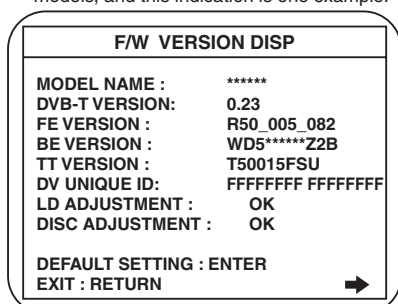 models, and this indication is one example.
F/W VERSION DISP
MODEL NAME : ******
DVB-T VERSION: 0.23
FE VERSION : R50_005_082
BE VERSION : WD5******Z2B
TT VERSION : T50015FSU
DV UNIQUE ID: FFFFFFFF FFFFFFFF
LD ADJUSTMENT : OK
DISC ADJUSTMENT : OK
DEFAULT SETTING : ENTER
EXIT : RETURN